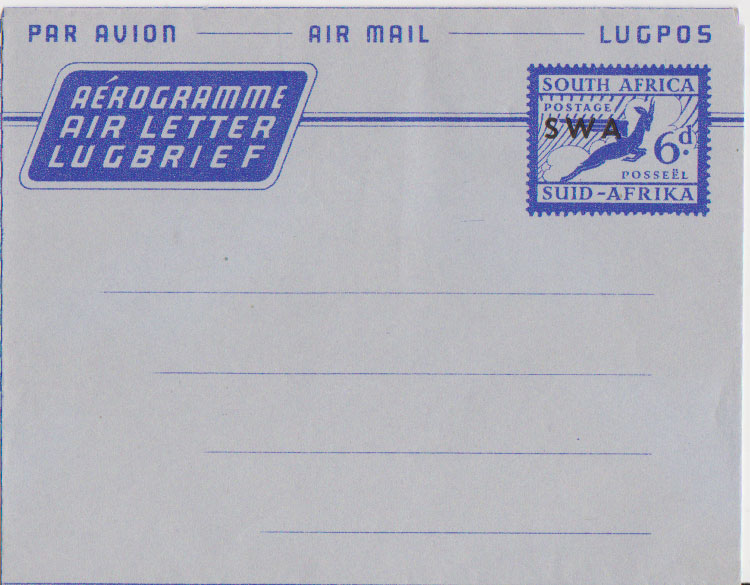 PAR AVION AIR MAIL LUGPOS
AÉROGRAMME
AIR LETTER
LUGBRIEF
SOUTH AFRICA
POSTAGE
SWA
6d.
POSSEËL
SUID-AFRIKA